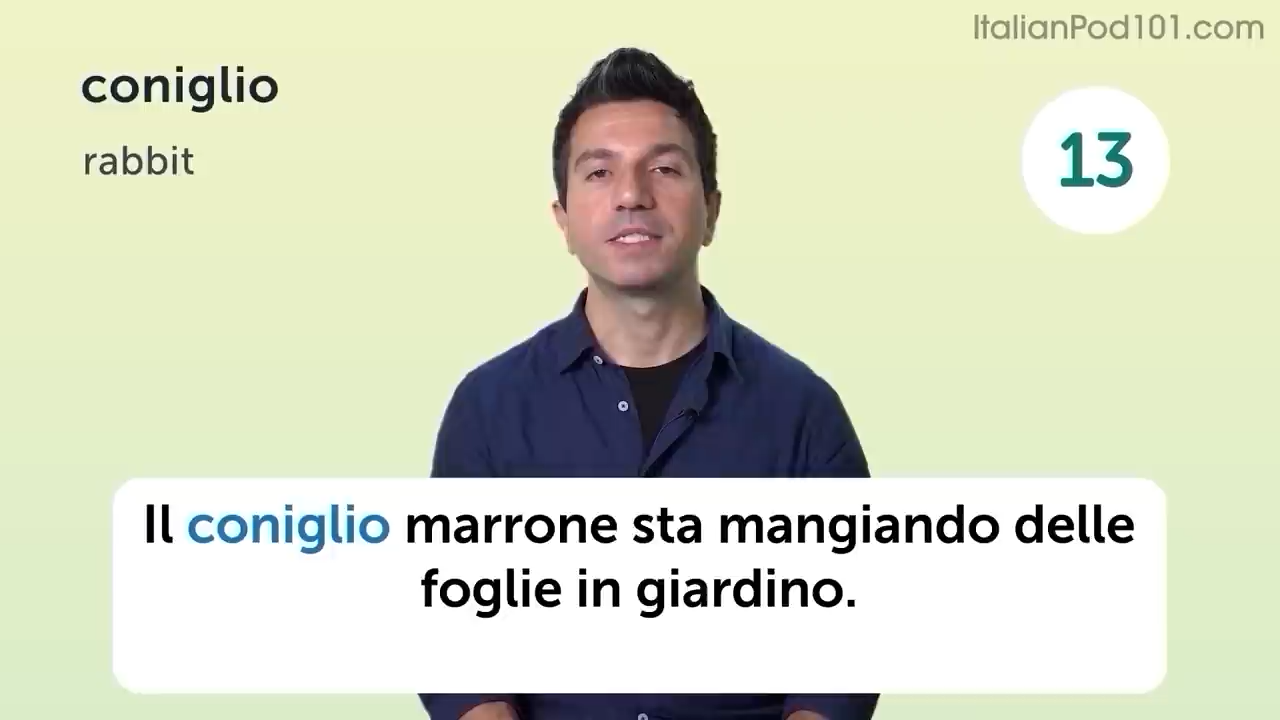 ItalianPod101.com
coniglio
rabbit
13
Il coniglio marrone sta mangiando delle
foglie in giardino.